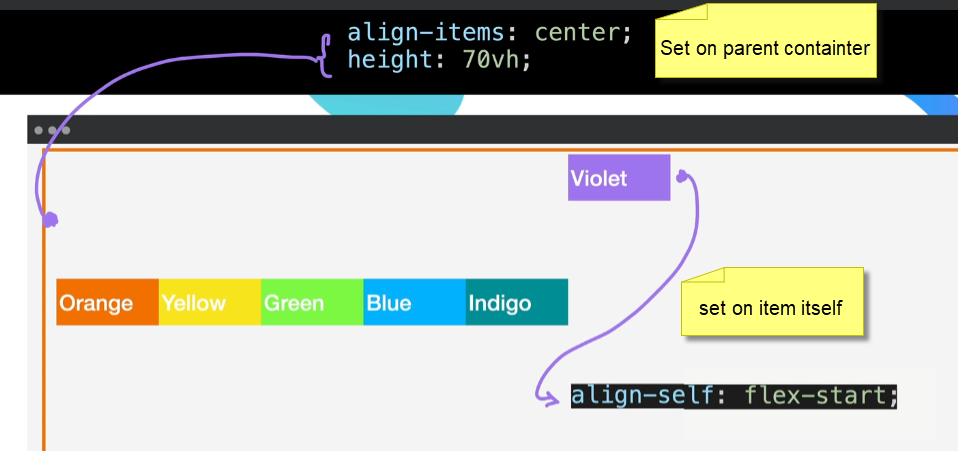 align-items: center;
height: 70vh;
Set on parent containter
Violet
Orange Yellow Green Blue Indigo
set on item itself
align-self: flex-start;